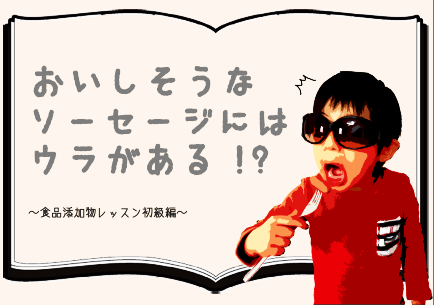 おいしそうな
ソーセージには
ウラがある!?
～食品添加物レッスン初級編～